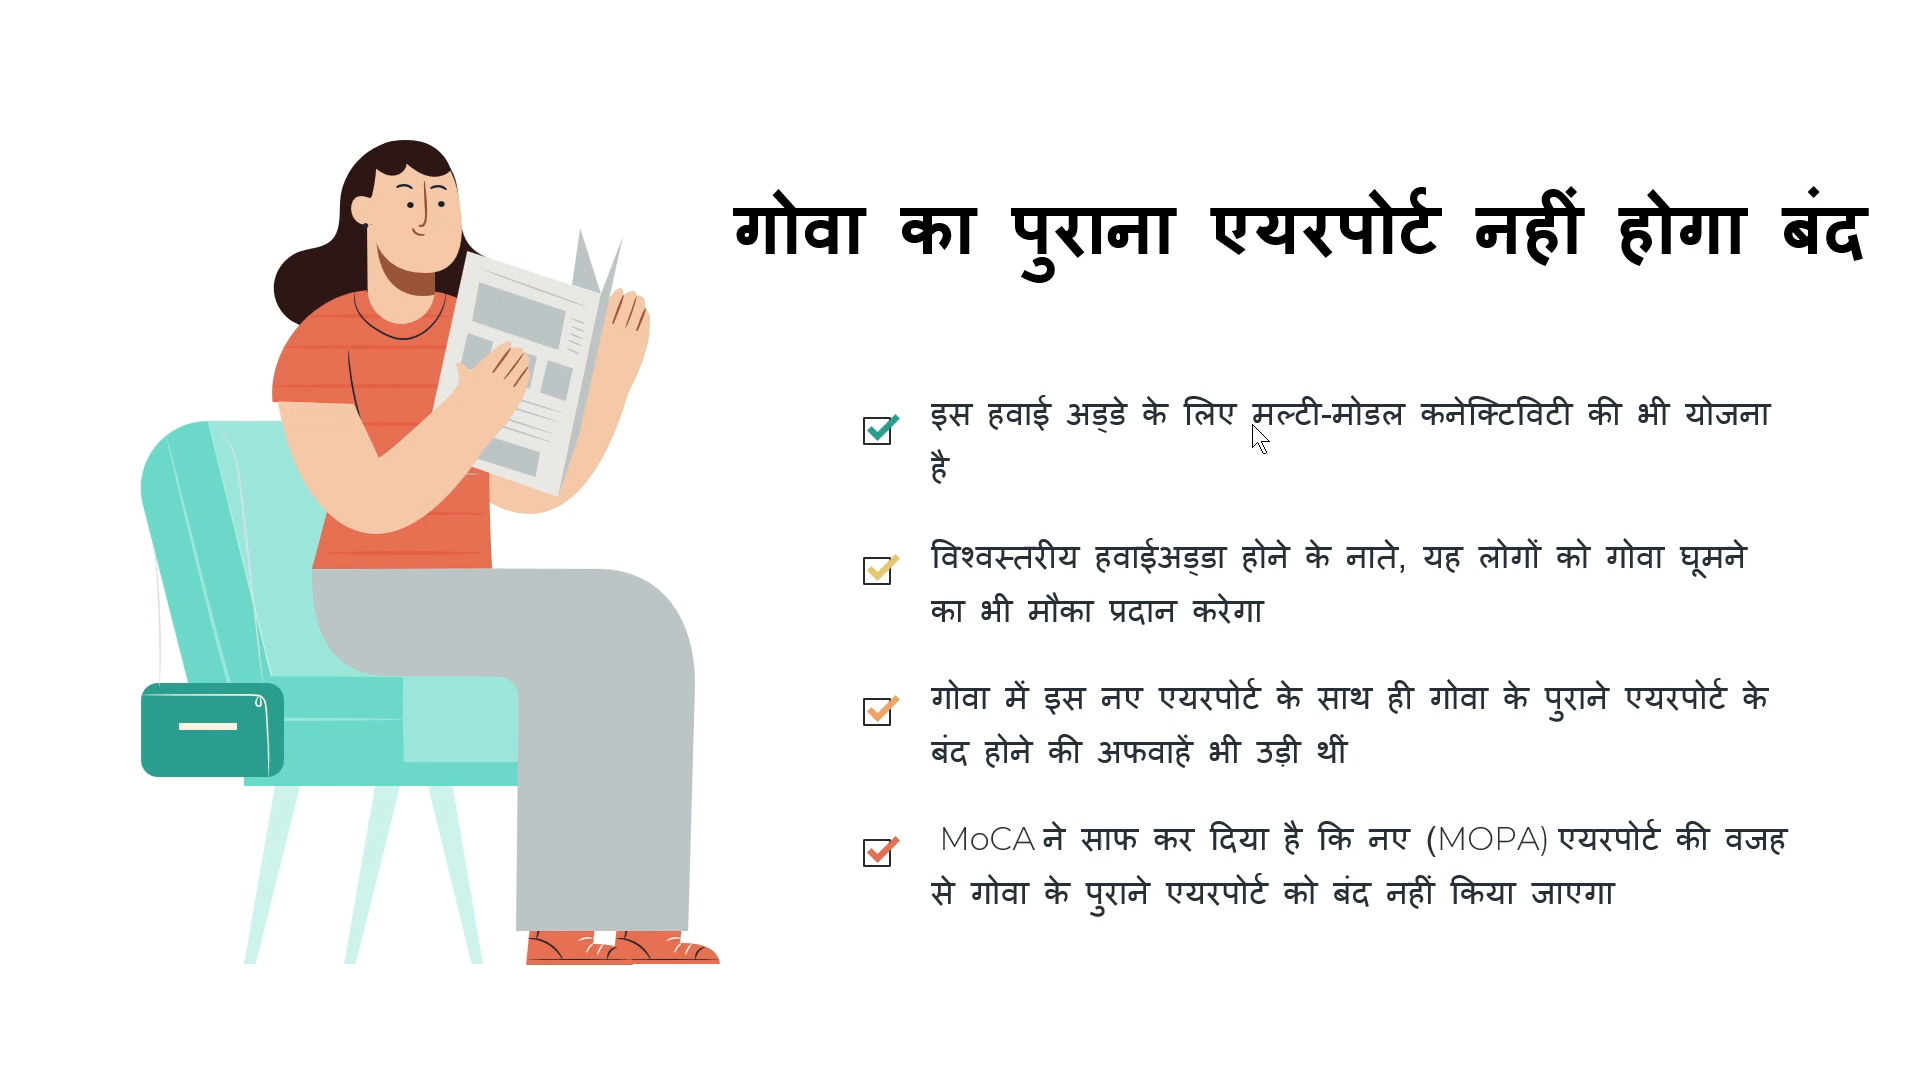 गोवा का पुराना एयरपोर्ट नहीं होगा बंद
इस हवाई अड्डे के लिए मल्टी-मोडल कनेक्टिविटी की भी योजना
है
विश्वस्तरीय हवाईअड्डा होने के नाते, यह लोगों को गोवा घूमने
का भी मौका प्रदान करेगा
गोवा में इस नए एयरपोर्ट के साथ ही गोवा के पुराने एयरपोर्ट के
बंद होने की अफवाहें भी उड़ी थीं
MoCA ने साफ कर दिया है कि नए (MOPA) एयरपोर्ट की वजह
से गोवा के पुराने एयरपोर्ट को बंद नहीं किया जाएगा